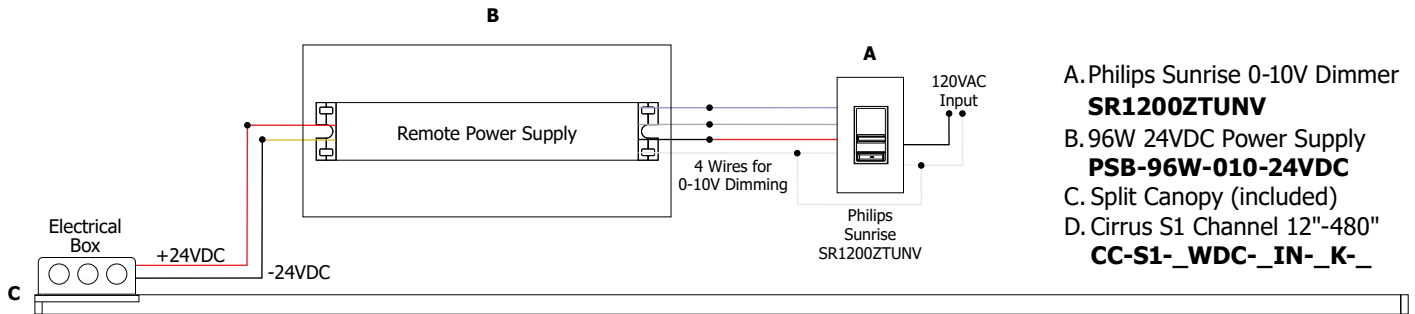 B
A
120VAC
Input
Remote Power Supply
4 Wires for
0-10V Dimming
Philips
Sunrise
SR1200ZTUNV
Electrical
Box
+24VDC
-24VDC
C
A. Philips Sunrise 0-10V Dimmer
SR1200ZTUNV
B. 96W 24VDC Power Supply
PSB-96W-010-24VDC
C. Split Canopy (included)
D. Cirrus S1 Channel 12"-480"
CC-S1-_WDC-_IN-_K-_